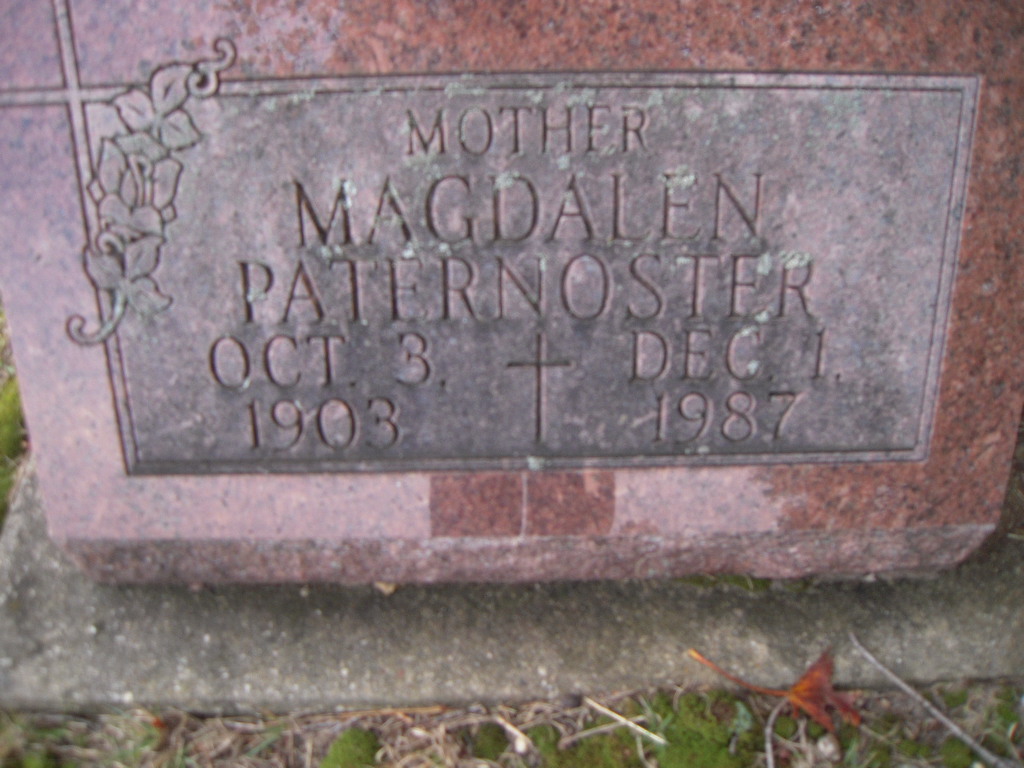 MOTHER
MAGDALEN
PATERNOSTER
OCT. 3, DEC. 1,
1903 1987